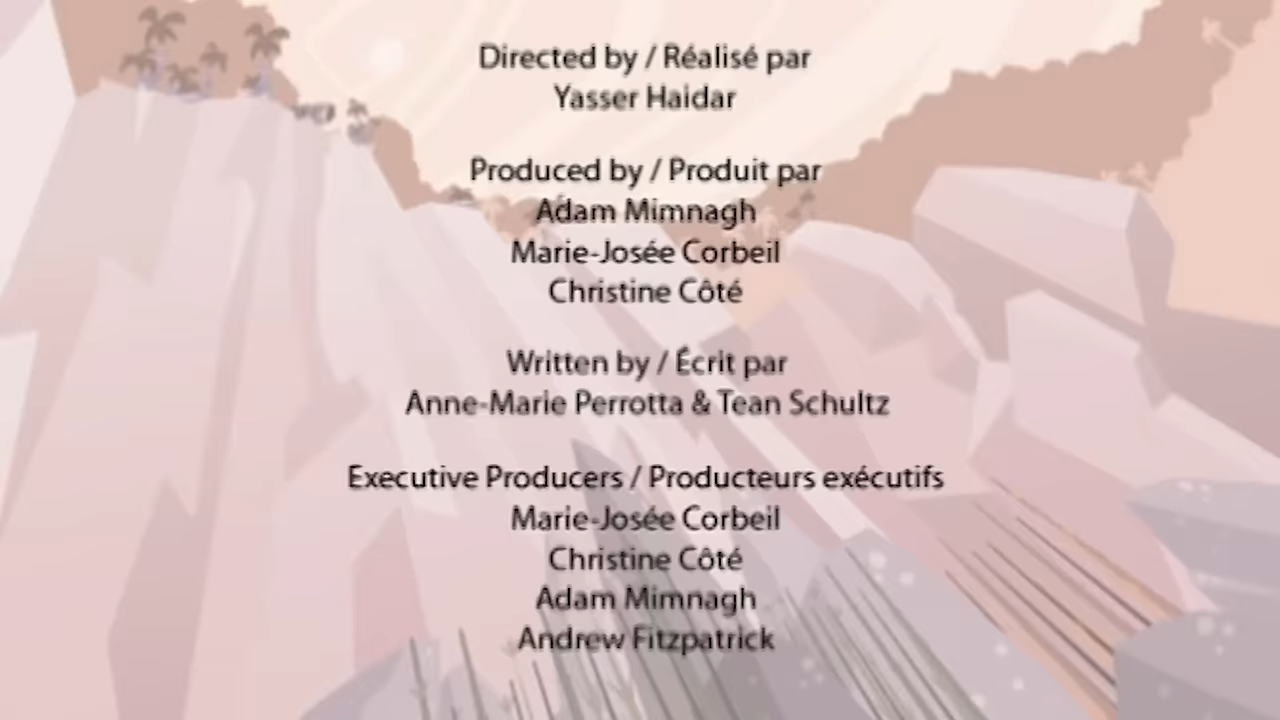 Directed by / Réalisé par
Yasser Haidar
Produced by / Produit par
Adam Mimnagh
Marie-Josée Corbeil
Christine Côté
Written by / Écrit par
Anne-Marie Perrotta & Tean Schultz
Executive Producers / Producteurs exécutifs
Marie-Josée Corbeil
Christine Côté
Adam Mimnagh
Andrew Fitzpatrick